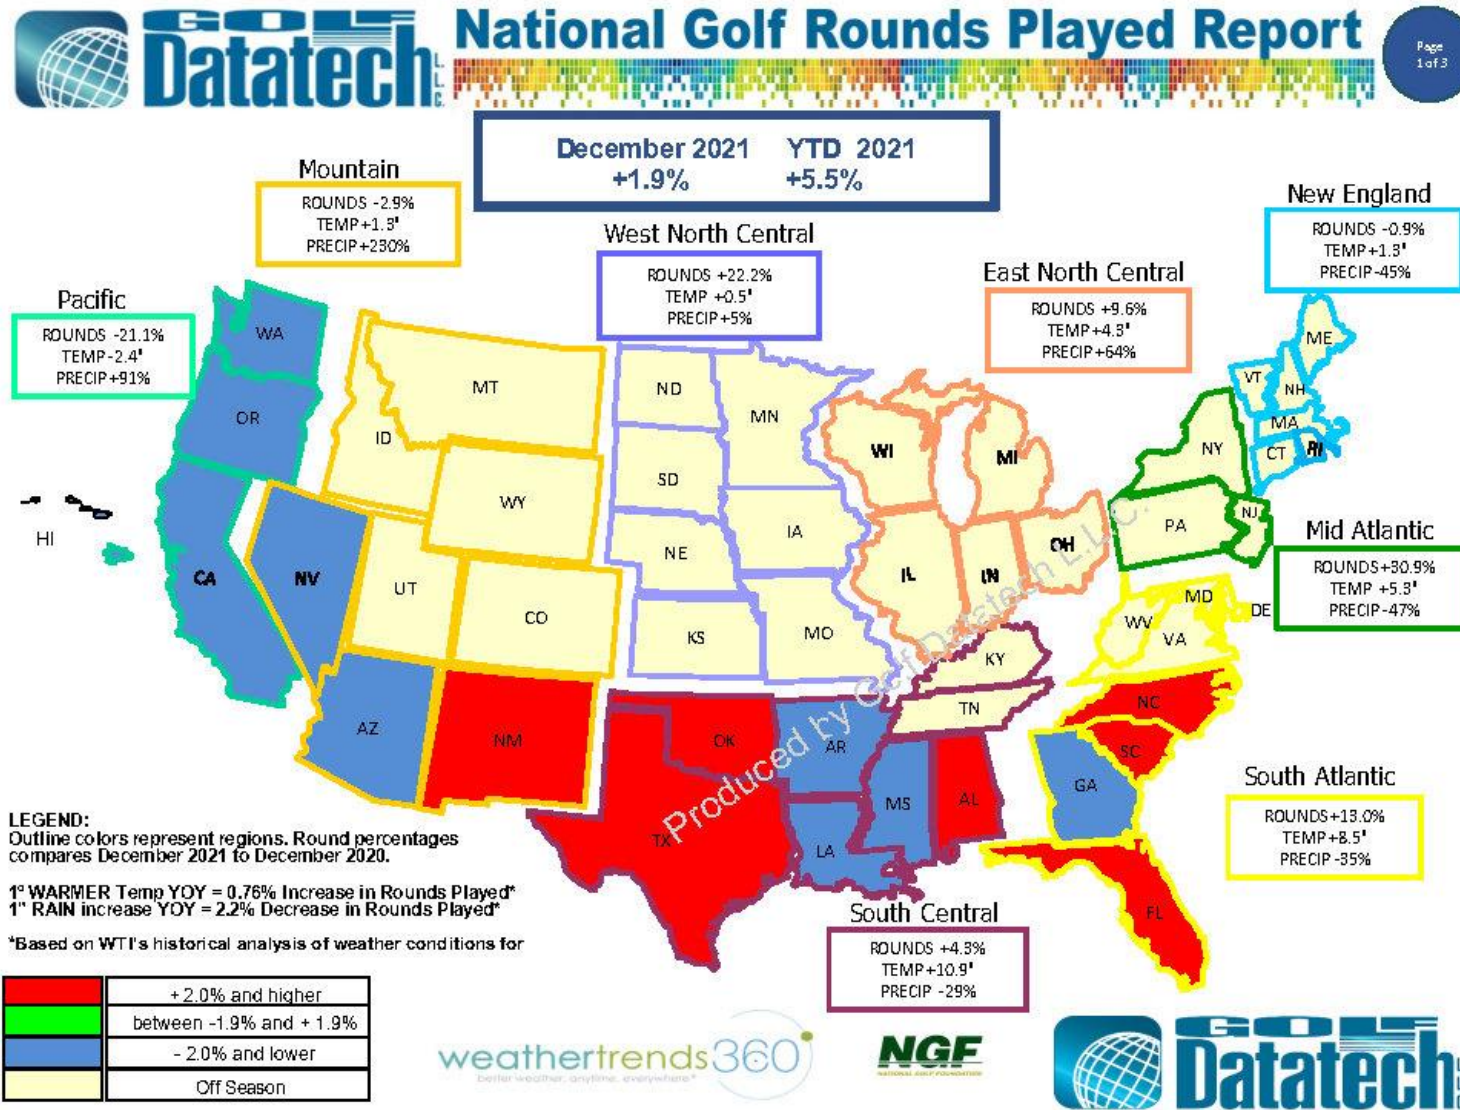 GOLF
Datatech L.L.C.
National Golf Rounds Played Report
Page
1 of 3
December 2021 YTD 2021
+1.9% +5.5%
Mountain
ROUNDS -2.9%
TEMP +1.3°
PRECIP +230%
West North Central
ROUNDS +22.2%
TEMP +0.5°
PRECIP +5%
East North Central
ROUNDS +9.6%
TEMP +4.3°
PRECIP +64%
New England
ROUNDS -0.9%
TEMP +1.3°
PRECIP -45%
Pacific
ROUNDS -21.1%
TEMP -2.4°
PRECIP +91%
WA
OR
CA
HI
NV
ID
MT
WY
UT
CO
AZ
NM
ND
SD
NE
KS
MN
IA
MO
WI
MI
IL
IN
OH
ME
VT
NH
MA
CT
RI
NY
PA
NJ
Mid Atlantic
ROUNDS +30.9%
TEMP +5.3°
PRECIP -47%
MD
DE
WV
VA
KY
TN
NC
SC
GA
FL
OK
TX
AR
LA
MS
AL
Produced by Golf Datatech L.L.C.
South Atlantic
ROUNDS +13.0%
TEMP +8.5°
PRECIP -35%
South Central
ROUNDS +4.3%
TEMP +10.9°
PRECIP -29%
LEGEND:
Outline colors represent regions. Round percentages
compares December 2021 to December 2020.
1° WARMER Temp YOY = 0.76% Increase in Rounds Played*
1" RAIN increase YOY = 2.2% Decrease in Rounds Played*
*Based on WTI's historical analysis of weather conditions for
+ 2.0% and higher
between -1.9% and + 1.9%
- 2.0% and lower
Off Season
weathertrends360°
better weather, anytime, everywhere®
NGF
NATIONAL GOLF FOUNDATION
GOLF
Datatech